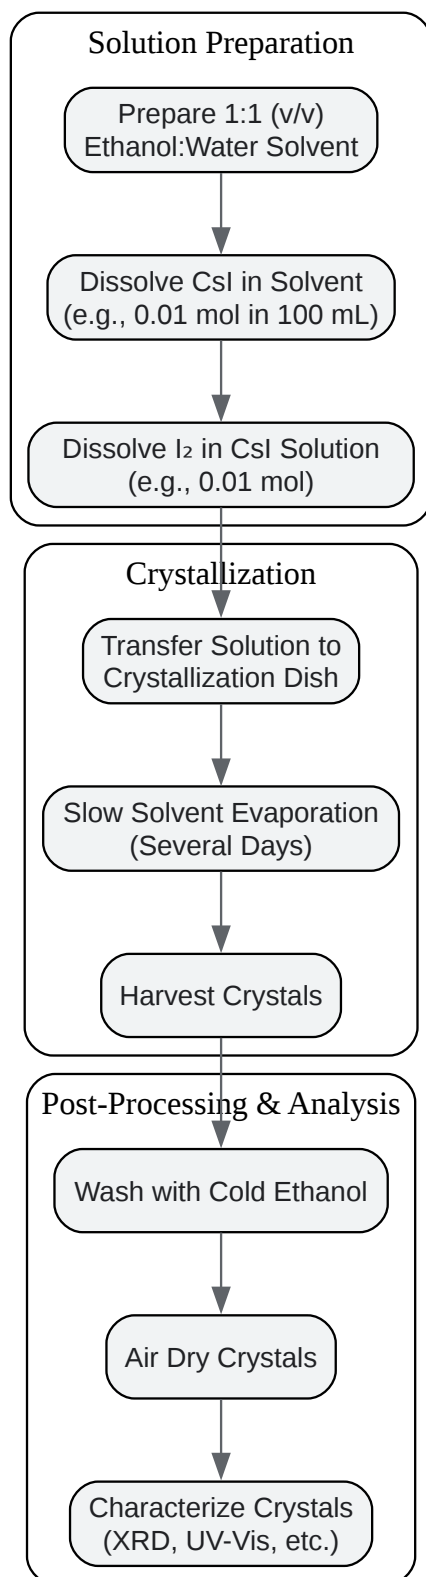 Solution Preparation
Prepare 1:1 (v/v)
Ethanol:Water Solvent
Dissolve CsI in Solvent
(e.g., 0.01 mol in 100 mL)
Dissolve I₂ in CsI Solution
(e.g., 0.01 mol)
Crystallization
Transfer Solution to
Crystallization Dish
Slow Solvent Evaporation
(Several Days)
Harvest Crystals
Post-Processing & Analysis
Wash with Cold Ethanol
Air Dry Crystals
Characterize Crystals
(XRD, UV-Vis, etc.)